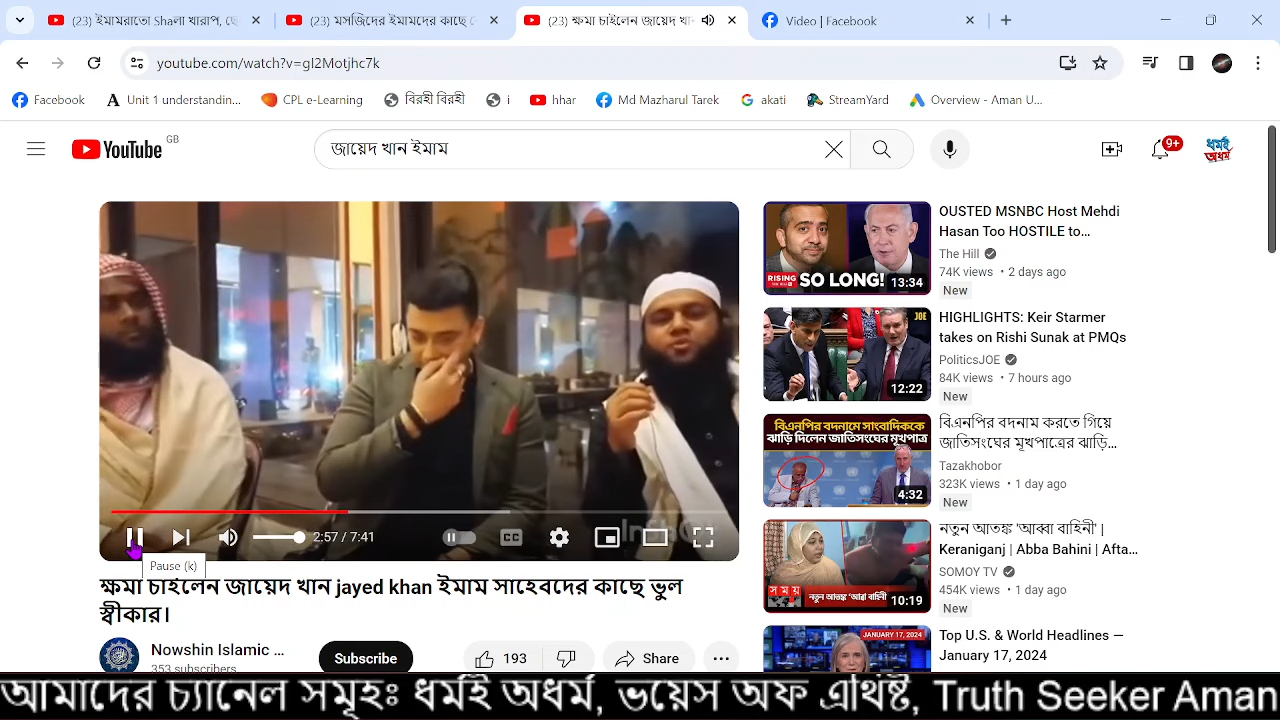 (23) ইমামরাতো Shaলা খারাপ, ছে
(23) মসজিদের ইমামদের কাছে
(23) ক্ষমা চাইলেন জায়েদ খান
Video | Facebook
youtube.com/watch?v=gI2Motjhc7k
Facebook
Unit 1 understannin...
CPL e-Learning
বিরহী বিরহী
i
hhar
Md Mazharul Tarek
akati
StreamYard
Overview - Aman U...
YouTube GB
জায়েদ খান ইমাম
9+
ধর্মই অধর্ম
OUSTED MSNBC Host Mehdi
Hasan Too HOSTILE to...
The Hill
74K views • 2 days ago
New
RISING
SO LONG!
13:34
HIGHLIGHTS: Keir Starmer
takes on Rishi Sunak at PMQs
PoliticsJOE
84K views • 7 hours ago
New
JOE
12:22
বিএনপির বদনাম করতে গিয়ে
জাতিসংঘের মূখপাত্রের ঝাড়ি...
Tazakhobor
323K views • 1 day ago
New
বিএনপির বদনামে সাংবাদিককে
ঝাড়ি দিলেন জাতিসংঘের মূখপাত্র
4:32
নতুন আতঙ্ক 'আব্বা বাহিনী' |
Keraniganj | Abba Bahini | Afta...
SOMOY TV
454K views • 1 day ago
New
সময়
নতুন আতঙ্ক 'আব্বা বাহিনী'
10:19
Top U.S. & World Headlines —
January 17, 2024
JANUARY 17, 2024
CC
2:57 / 7:41
Pause (k)
ক্ষমা চাইলেন জায়েদ খান jayed khan ইমাম সাহেবদের কাছে ভুল
স্বীকার।
Nowshin Islamic ...
subscribers
Subscribe
193
Share
আমাদের চ্যানেল সমূহঃ ধর্মই অধর্ম, ভয়েস অফ এথিষ্ট, Truth Seeker Aman